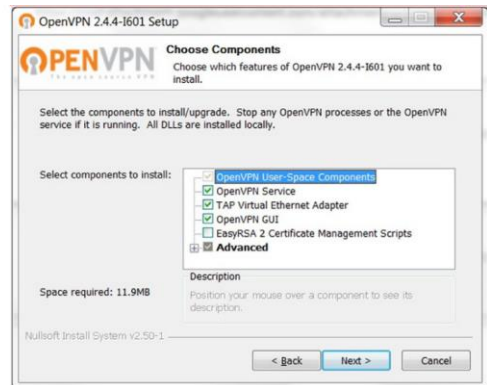 OpenVPN 2.4.4-I601 Setup
OPENVPN
The open source VPN
Choose Components
Choose which features of OpenVPN 2.4.4-I601 you want to
install.
Select the components to install/upgrade. Stop any OpenVPN processes or the OpenVPN
service if it is running. All DLLs are installed locally.
Select components to install:
OpenVPN User-Space Components
OpenVPN Service
TAP Virtual Ethernet Adapter
OpenVPN GUI
EasyRSA 2 Certificate Management Scripts
Advanced
Space required: 11.9MB
Description
Position your mouse over a component to see its
description.
Nullsoft Install System v2.50-1
< Back
Next >
Cancel